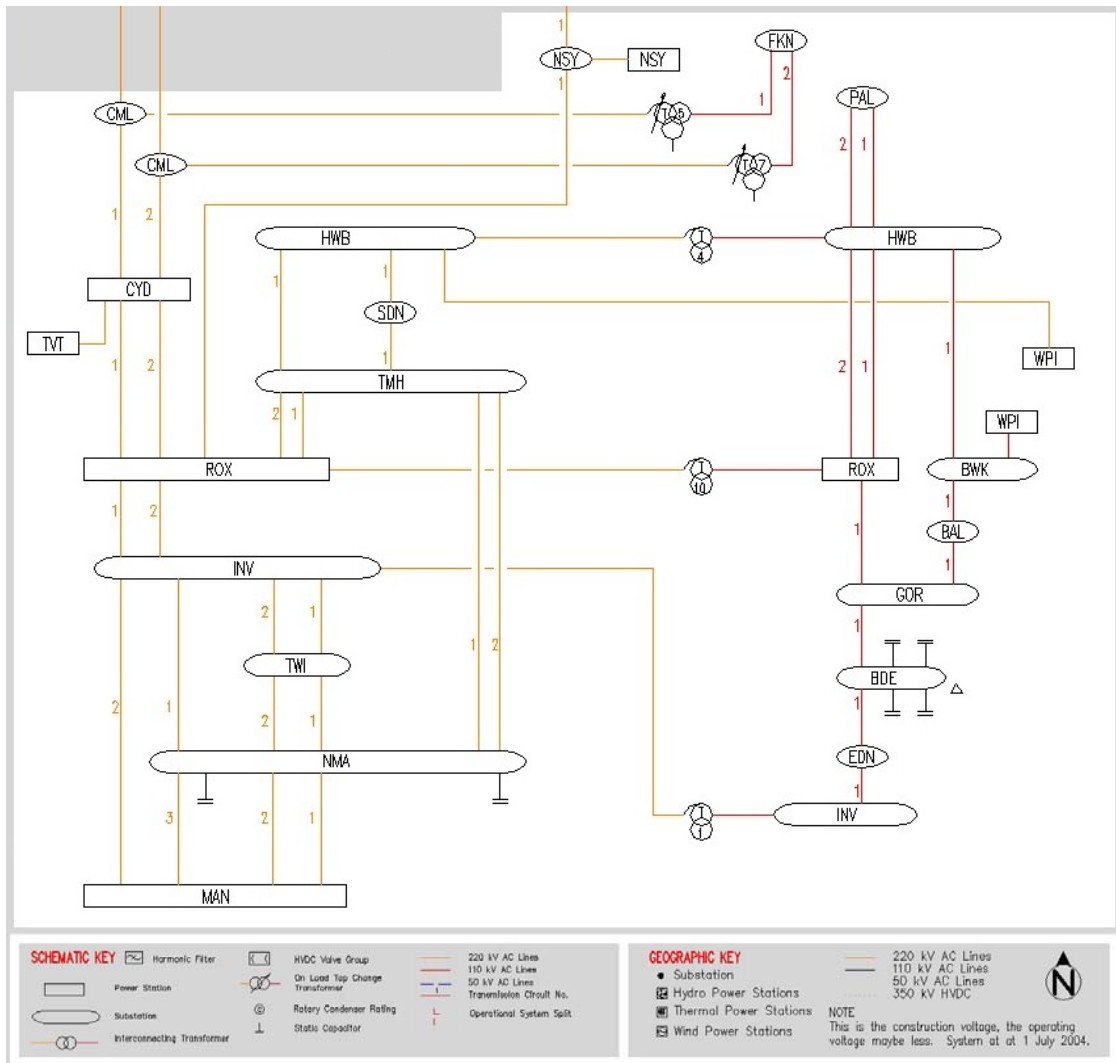 1
NSY
NSY
1
FKN
1
2
CML
T 5
PAL
CML
T 7
2
1
1
2
HWB
T
4
HWB
1
1
CYD
SDN
TVT
1
2
1
2
1
1
WPI
TMH
2
1
WPI
ROX
T
10
ROX
BWK
1
2
1
1
BAL
INV
1
GOR
2
1
1
1
2
TWI
BDE
2
1
2
1
1
NMA
EDN
1
3
2
1
T
1
INV
MAN
SCHEMATIC KEY
Harmonic Filter
Power Station
Substation
Interconnecting Transformer
HVDC Valve Group
On Load Tap Change
Transformer
Rotary Condenser Rating
Static Capacitor
220 kV AC Lines
110 kV AC Lines
50 kV AC Lines
Transmission Circuit No.
Operational System Split
GEOGRAPHIC KEY
Substation
Hydro Power Stations
Thermal Power Stations
Wind Power Stations
220 kV AC Lines
110 kV AC Lines
50 kV AC Lines
350 kV HVDC
NOTE
This is the construction voltage, the operating
voltage maybe less. System at at 1 July 2004.
N